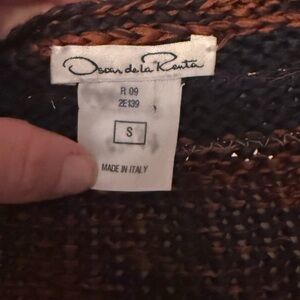 Oscar de la Renta
R 09
2E139
S
MADE IN ITALY